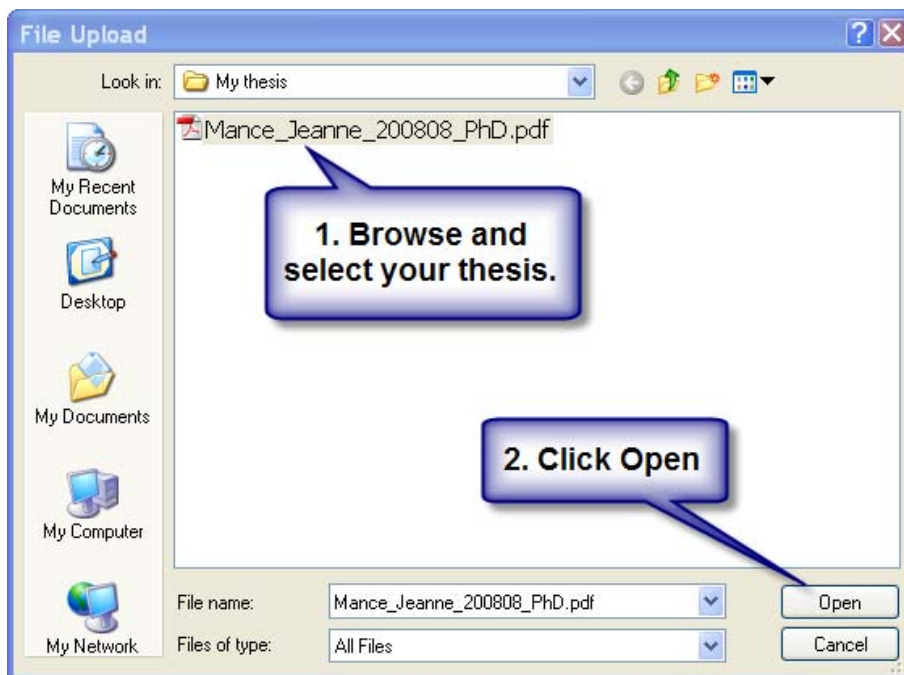 File Upload
Look in:
My thesis
Mance_Jeanne_200808_PhD.pdf
My Recent
Documents
Desktop
My Documents
My Computer
My Network
1. Browse and
select your thesis.
2. Click Open
File name:
Mance_Jeanne_200808_PhD.pdf
Open
Files of type:
All Files
Cancel